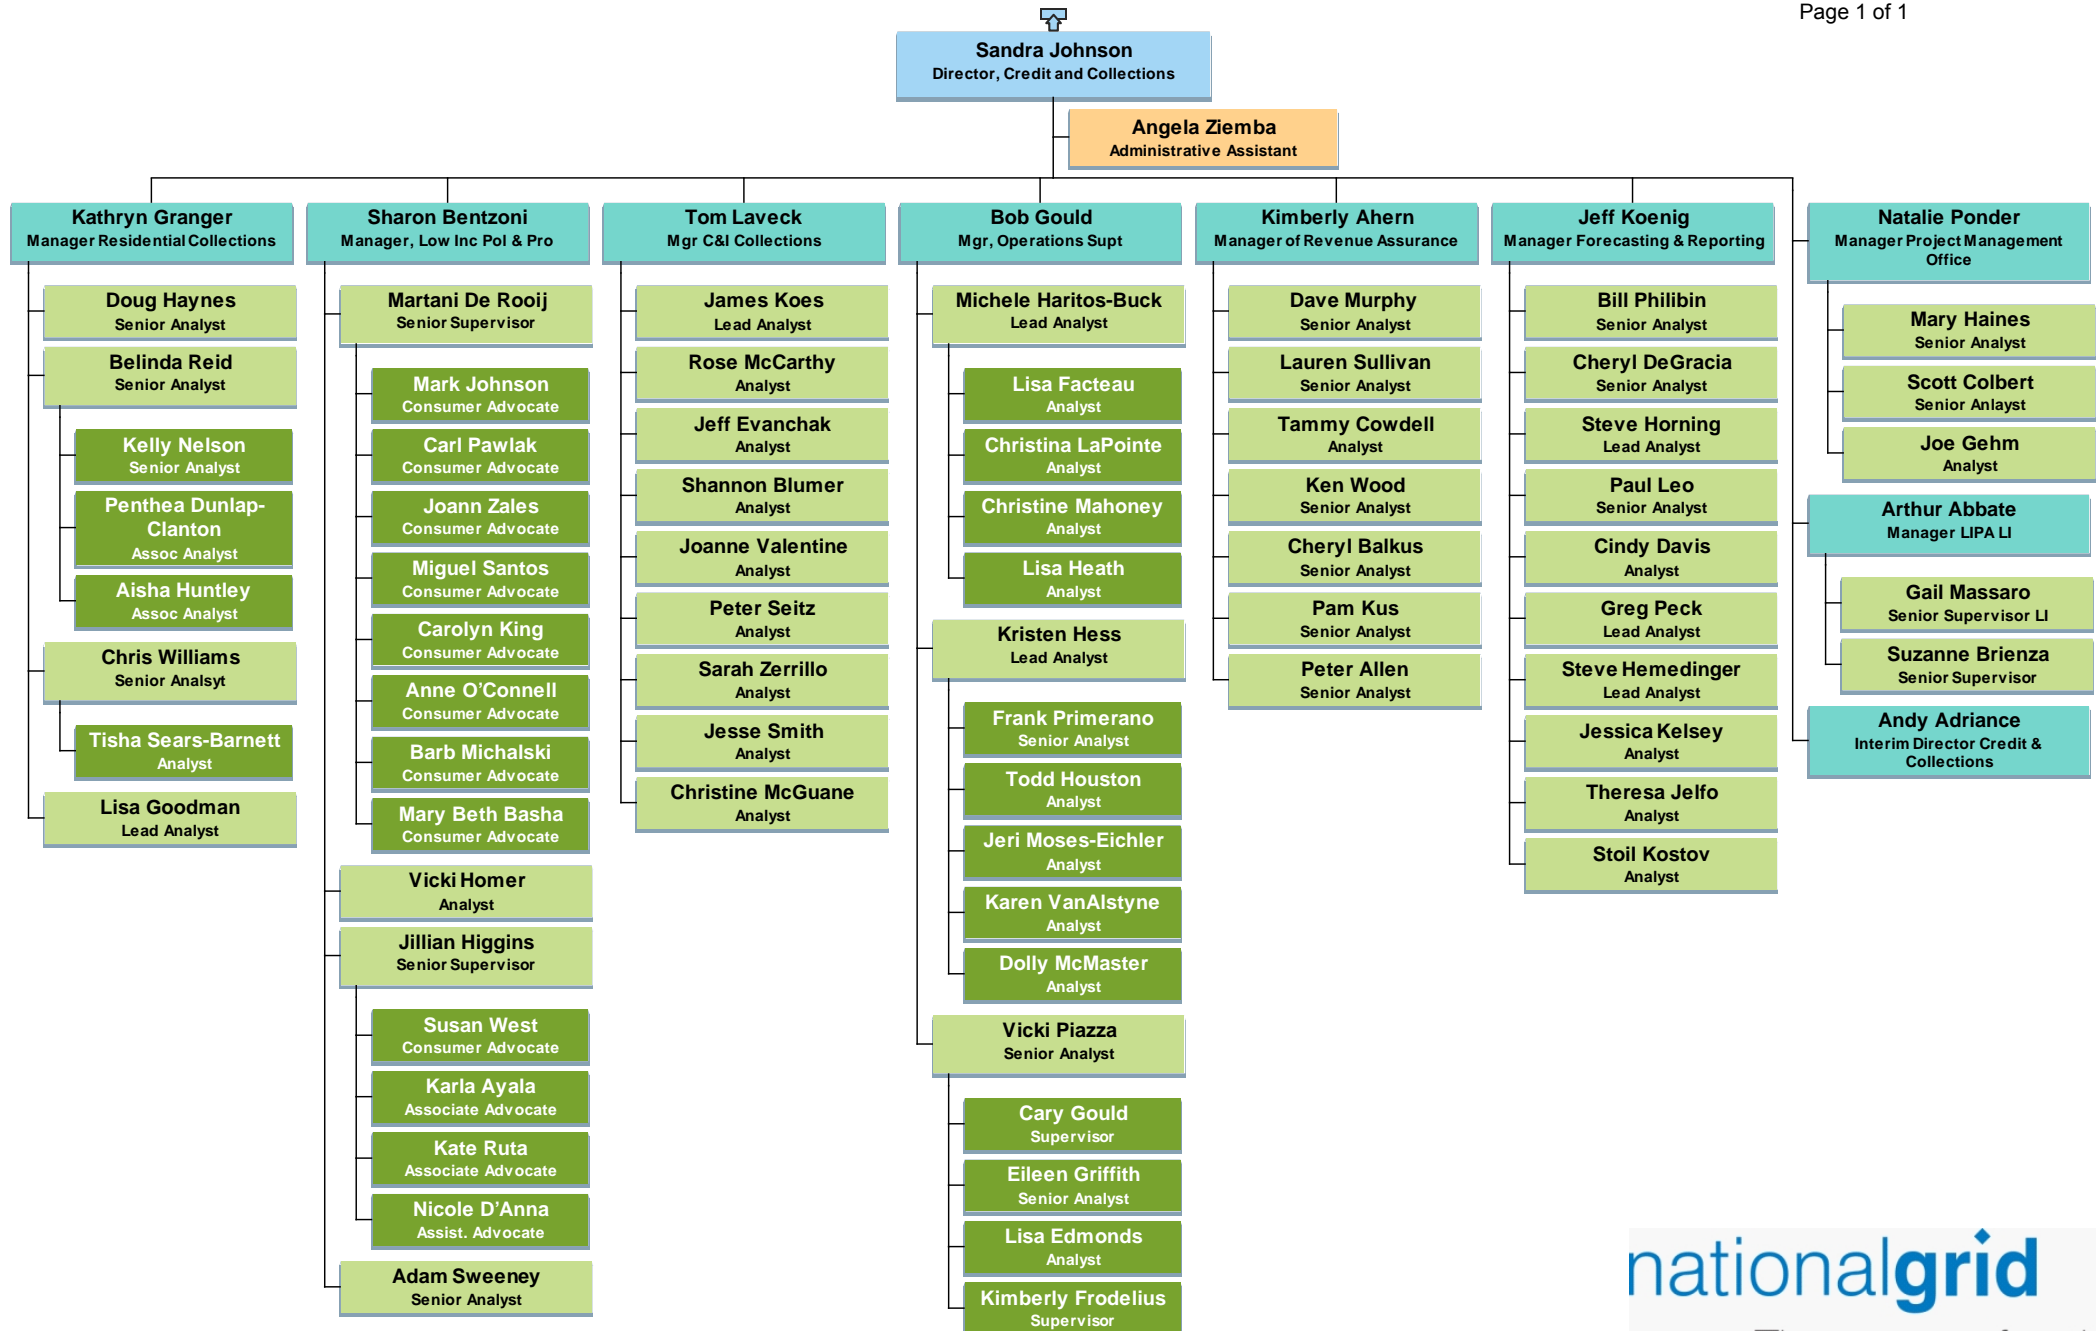 Page 1 of 1
Sandra Johnson
Director, Credit and Collections
Angela Ziemba
Administrative Assistant
Kathryn Granger
Manager Residential Collections
Doug Haynes
Senior Analyst
Belinda Reid
Senior Analyst
Kelly Nelson
Senior Analyst
Penthea Dunlap-
Clanton
Assoc Analyst
Aisha Huntley
Assoc Analyst
Chris Williams
Senior Analsyt
Tisha Sears-Barnett
Analyst
Lisa Goodman
Lead Analyst
Sharon Bentzoni
Manager, Low Inc Pol & Pro
Martani De Rooij
Senior Supervisor
Mark Johnson
Consumer Advocate
Carl Pawlak
Consumer Advocate
Joann Zales
Consumer Advocate
Miguel Santos
Consumer Advocate
Carolyn King
Consumer Advocate
Anne O’Connell
Consumer Advocate
Barb Michalski
Consumer Advocate
Mary Beth Basha
Consumer Advocate
Vicki Homer
Analyst
Jillian Higgins
Senior Supervisor
Susan West
Consumer Advocate
Karla Ayala
Associate Advocate
Kate Ruta
Associate Advocate
Nicole D’Anna
Assist. Advocate
Adam Sweeney
Senior Analyst
Tom Laveck
Mgr C&I Collections
James Koes
Lead Analyst
Rose McCarthy
Analyst
Jeff Evanchak
Analyst
Shannon Blumer
Analyst
Joanne Valentine
Analyst
Peter Seitz
Analyst
Sarah Zerrillo
Analyst
Jesse Smith
Analyst
Christine McGuane
Analyst
Bob Gould
Mgr, Operations Supt
Michele Haritos-Buck
Lead Analyst
Lisa Facteau
Analyst
Christina LaPointe
Analyst
Christine Mahoney
Analyst
Lisa Heath
Analyst
Kristen Hess
Lead Analyst
Frank Primerano
Senior Analyst
Todd Houston
Analyst
Jeri Moses-Eichler
Analyst
Karen VanAlstyne
Analyst
Dolly McMaster
Analyst
Vicki Piazza
Senior Analyst
Cary Gould
Supervisor
Eileen Griffith
Senior Analyst
Lisa Edmonds
Analyst
Kimberly Frodelius
Supervisor
Kimberly Ahern
Manager of Revenue Assurance
Dave Murphy
Senior Analyst
Lauren Sullivan
Senior Analyst
Tammy Cowdell
Analyst
Ken Wood
Senior Analyst
Cheryl Balkus
Senior Analyst
Pam Kus
Senior Analyst
Peter Allen
Senior Analyst
Jeff Koenig
Manager Forecasting & Reporting
Bill Philibin
Senior Analyst
Cheryl DeGracia
Senior Analyst
Steve Horning
Lead Analyst
Paul Leo
Senior Analyst
Cindy Davis
Analyst
Greg Peck
Lead Analyst
Steve Hemedinger
Lead Analyst
Jessica Kelsey
Analyst
Theresa Jelfo
Analyst
Stoil Kostov
Analyst
Natalie Ponder
Manager Project Management
Office
Mary Haines
Senior Analyst
Scott Colbert
Senior Anlayst
Joe Gehm
Analyst
Arthur Abbate
Manager LIPA LI
Gail Massaro
Senior Supervisor LI
Suzanne Brienza
Senior Supervisor
Andy Adriance
Interim Director Credit &
Collections
nationalgrid